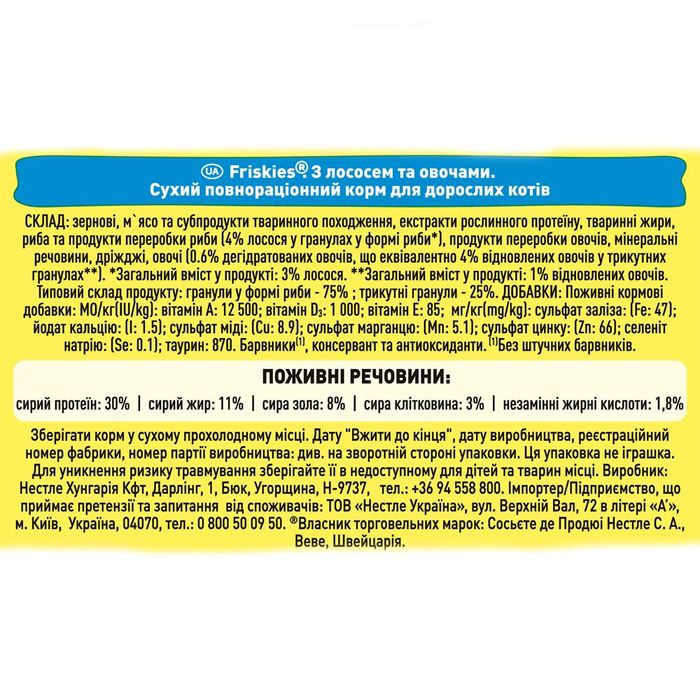 UA Friskies®. З лососем та овочами.
Сухий повнораціонний корм для дорослих котів
СКЛАД: зернові, м`ясо та субпродукти тваринного походження, екстракти рослинного протеїну, тваринні жири,
риба та продукти переробки риби (4% лосося у гранулах у формі риби*), продукти переробки овочів, мінеральні
речовини, дріжджі, овочі (0.6% дегідратованих овочів, що еквівалентно 4% відновлених овочів у трикутних
гранулах**). *Загальний вміст у продукті: 3% лосося. **Загальний вміст у продукті: 1% відновлених овочів.
Типовий склад продукту: гранули у формі риби - 75% ; трикутні гранули - 25%. ДОБАВКИ: Поживні кормові
добавки: МО/кг(IU/kg): вітамін А: 12 500; вітамін D₃: 1 000; вітамін Е: 85; мг/кг(mg/kg): сульфат заліза: (Fe: 47);
йодат кальцію: (I: 1.5); сульфат міді: (Cu: 8.9); сульфат марганцю: (Mn: 5.1); сульфат цинку: (Zn: 66); селеніт
натрію: (Se: 0.1); таурин: 870. Барвники⁽¹⁾, консервант та антиоксиданти. ⁽¹⁾Без штучних барвників.
ПОЖИВНІ РЕЧОВИНИ:
сирий протеїн: 30% | сирий жир: 11% | сира зола: 8% | сира клітковина: 3% | незамінні жирні кислоти: 1,8%
Зберігати корм у сухому прохолодному місці. Дату "Вжити до кінця", дату виробництва, реєстраційний
номер фабрики, номер партії виробництва: див. на зворотній стороні упаковки. Ця упаковка не іграшка.
Для уникнення ризику травмування зберігайте її в недоступному для дітей та тварин місці. Виробник:
Нестле Хунгарія Кфт, Дарлінг, 1, Бюк, Угорщина, H-9737, тел.: +36 94 558 800. Імпортер/Підприємство, що
приймає претензії та запитання від споживачів: ТОВ «Нестле Україна», вул. Верхній Вал, 72 в літері «А’»,
м. Київ, Україна, 04070, тел.: 0 800 50 09 50. ®Власник торговельних марок: Сосьєте де Продюі Нестле С. А.,
Веве, Швейцарія.